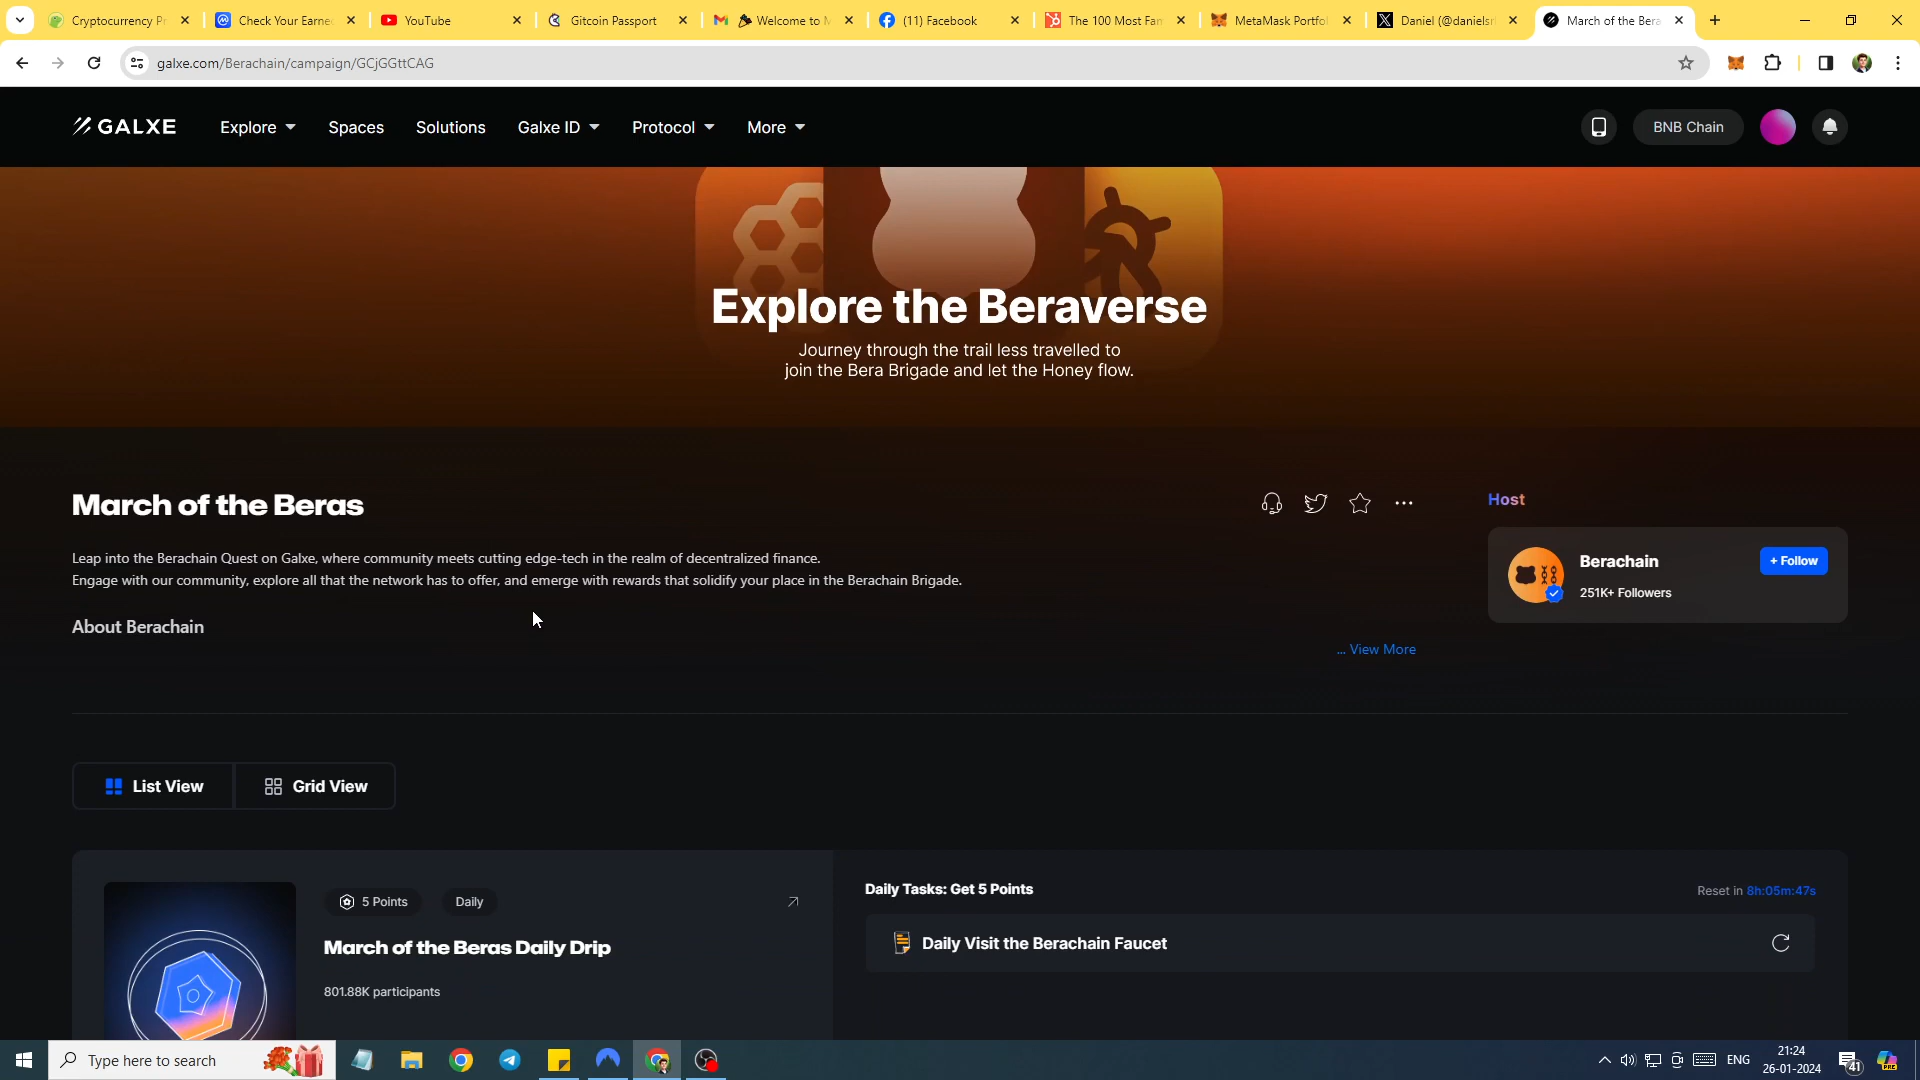 Cryptocurrency Pr
Check Your Earne
YouTube
Gitcoin Passport
Welcome to M
(11) Facebook
The 100 Most Fam
MetaMask Portfol
Daniel (@danielsri
March of the Bera
galxe.com/Berachain/campaign/GCjGGttCAG
GALXE
Explore
Spaces
Solutions
Galxe ID
Protocol
More
BNB Chain
Explore the Beraverse
Journey through the trail less travelled to
join the Bera Brigade and let the Honey flow.
March of the Beras
Host
Leap into the Berachain Quest on Galxe, where community meets cutting edge-tech in the realm of decentralized finance.
Engage with our community, explore all that the network has to offer, and emerge with rewards that solidify your place in the Berachain Brigade.
Berachain
+ Follow
251K+ Followers
About Berachain
... View More
List View
Grid View
5 Points
Daily
March of the Beras Daily Drip
801.88K participants
Daily Tasks: Get 5 Points
Reset in 8h:05m:47s
Daily Visit the Berachain Faucet
Type here to search
ENG
21:24
26-01-2024
41
PRE